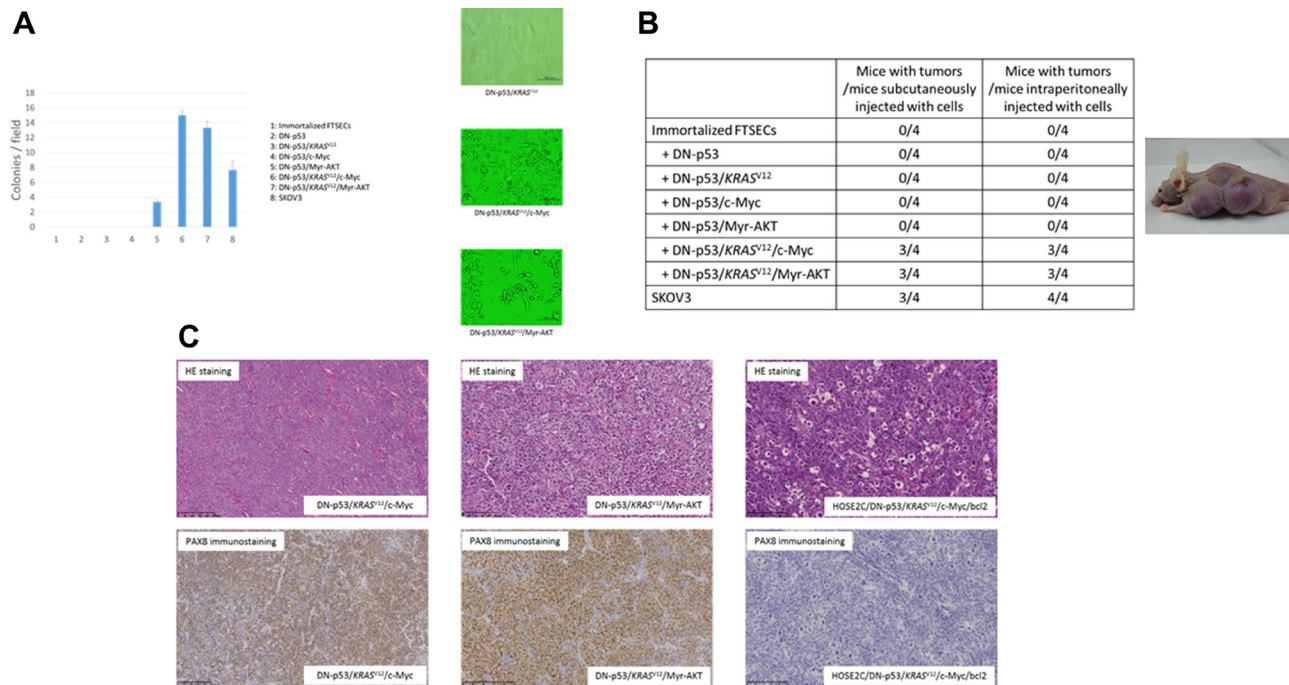 A
18
16
14
12
10
8
6
4
2
0
Colonies / field
1 2 3 4 5 6 7 8
1: Immortalized FTSECs
2: DN-p53
3: DN-p53/KRASV12
4: DN-p53/c-Myc
5: DN-p53/Myr-AKT
6: DN-p53/KRASV12/c-Myc
7: DN-p53/KRASV12/Myr-AKT
8: SKOV3
DN-p53/KRASV12
DN-p53/KRASV12/c-Myc
DN-p53/KRASV12/Myr-AKT
B
Mice with tumors
/mice subcutaneously
injected with cells
Mice with tumors
/mice intraperitoneally
injected with cells
Immortalized FTSECs 0/4 0/4
+ DN-p53 0/4 0/4
+ DN-p53/KRASV12 0/4 0/4
+ DN-p53/c-Myc 0/4 0/4
+ DN-p53/Myr-AKT 0/4 0/4
+ DN-p53/KRASV12/c-Myc 3/4 3/4
+ DN-p53/KRASV12/Myr-AKT 3/4 3/4
SKOV3 3/4 4/4
C
HE staining
DN-p53/KRASV12/c-Myc
HE staining
DN-p53/KRASV12/Myr-AKT
HE staining
HOSE2C/DN-p53/KRASV12/c-Myc/bcl2
PAX8 immunostaining
DN-p53/KRASV12/c-Myc
PAX8 immunostaining
DN-p53/KRASV12/Myr-AKT
PAX8 immunostaining
HOSE2C/DN-p53/KRASV12/c-Myc/bcl2